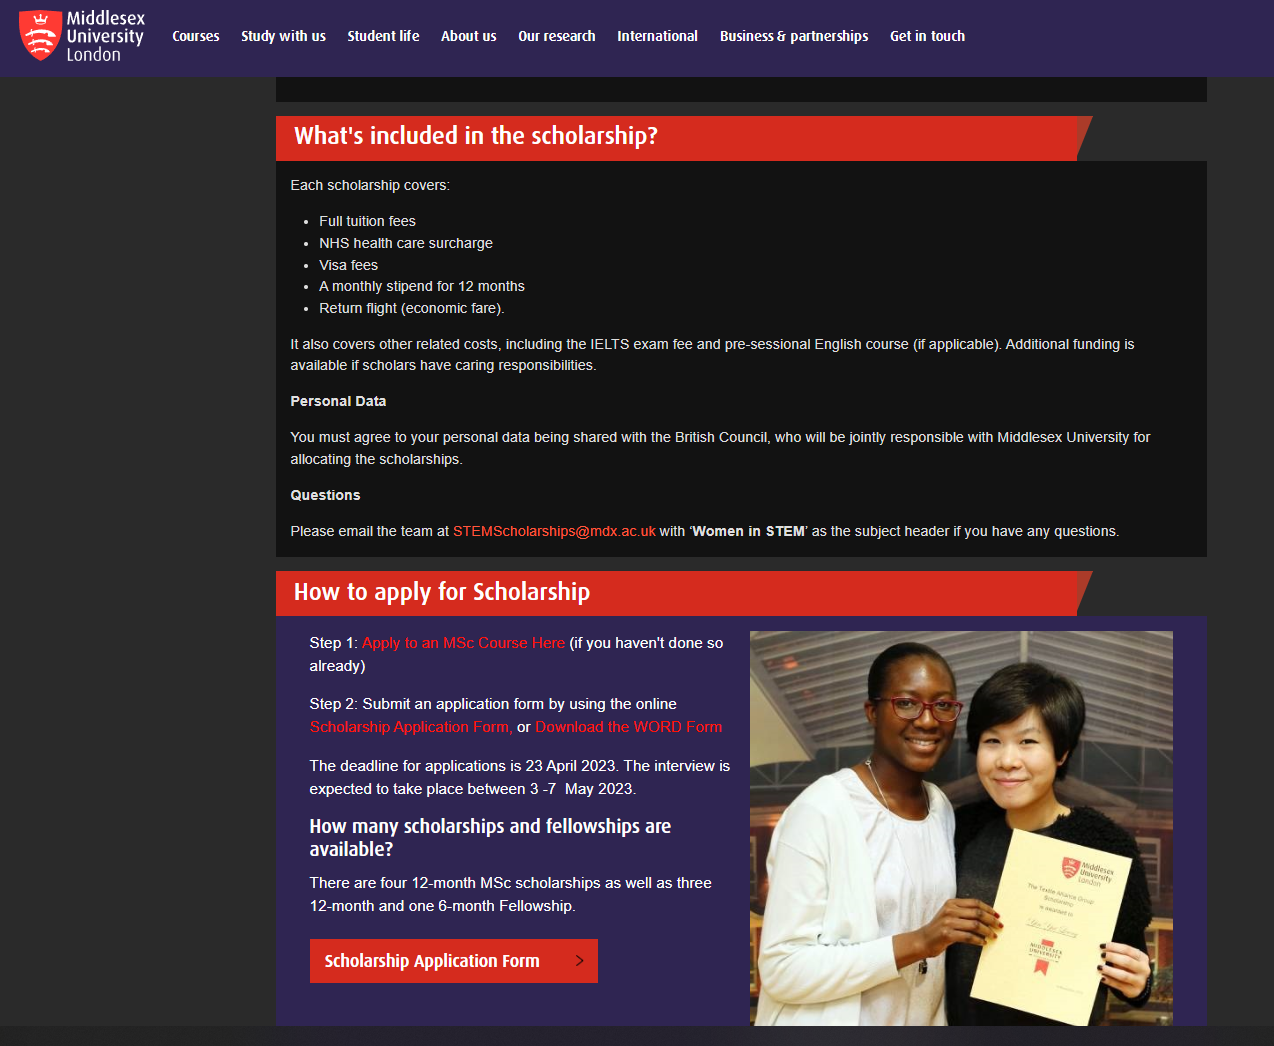 Middlesex
University
London
Courses Study with us Student life About us Our research International Business & partnerships Get in touch
What's included in the scholarship?
Each scholarship covers:
• Full tuition fees
• NHS health care surcharge
• Visa fees
• A monthly stipend for 12 months
• Return flight (economic fare).
It also covers other related costs, including the IELTS exam fee and pre-sessional English course (if applicable). Additional funding is
available if scholars have caring responsibilities.
Personal Data
You must agree to your personal data being shared with the British Council, who will be jointly responsible with Middlesex University for
allocating the scholarships.
Questions
Please email the team at STEMScholarships@mdx.ac.uk with ‘Women in STEM’ as the subject header if you have any questions.
How to apply for Scholarship
Step 1: Apply to an MSc Course Here (if you haven't done so
already)
Step 2: Submit an application form by using the online
Scholarship Application Form, or Download the WORD Form
The deadline for applications is 23 April 2023. The interview is
expected to take place between 3 -7  May 2023.
How many scholarships and fellowships are
available?
There are four 12-month MSc scholarships as well as three
12-month and one 6-month Fellowship.
Scholarship Application Form >
Middlesex
University
London
The Textile Alliance Group
Scholarship
is awarded to
MIDDLESEX
UNIVERSITY